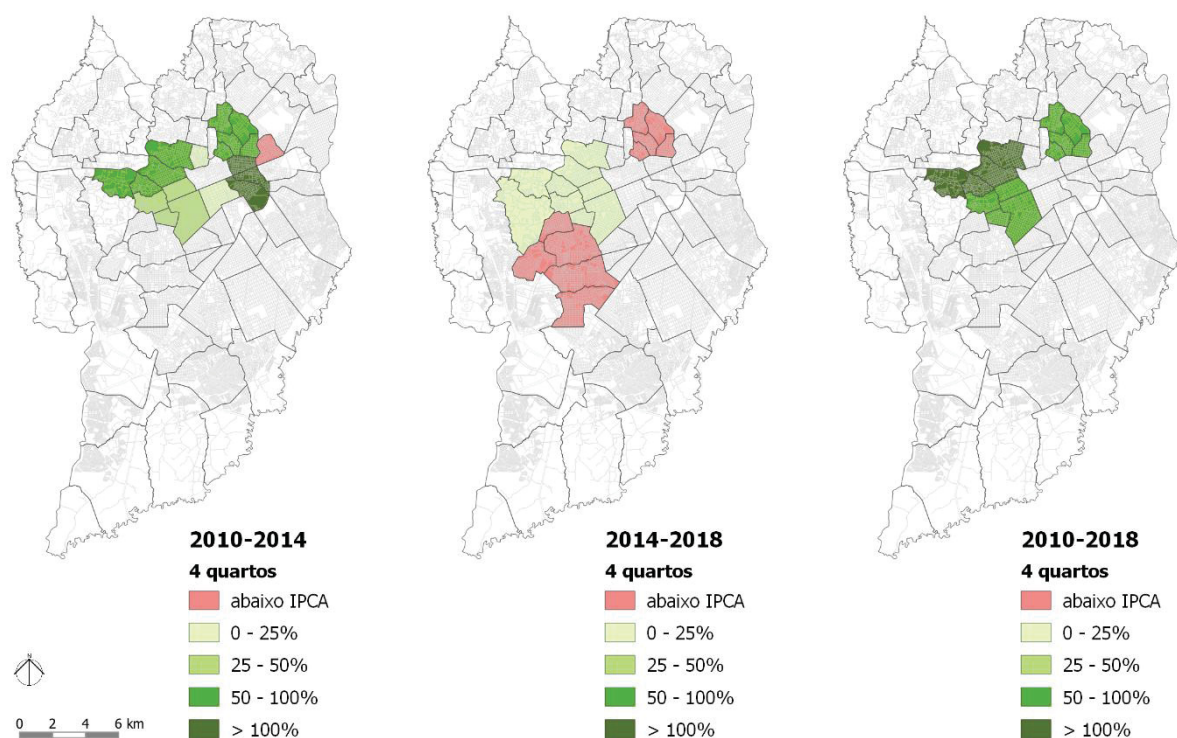 2010-2014
4 quartos
abaixo IPCA
0 - 25%
25 - 50%
50 - 100%
> 100%
2014-2018
4 quartos
abaixo IPCA
0 - 25%
25 - 50%
50 - 100%
> 100%
2010-2018
4 quartos
abaixo IPCA
0 - 25%
25 - 50%
50 - 100%
> 100%
N
0 2 4 6 km